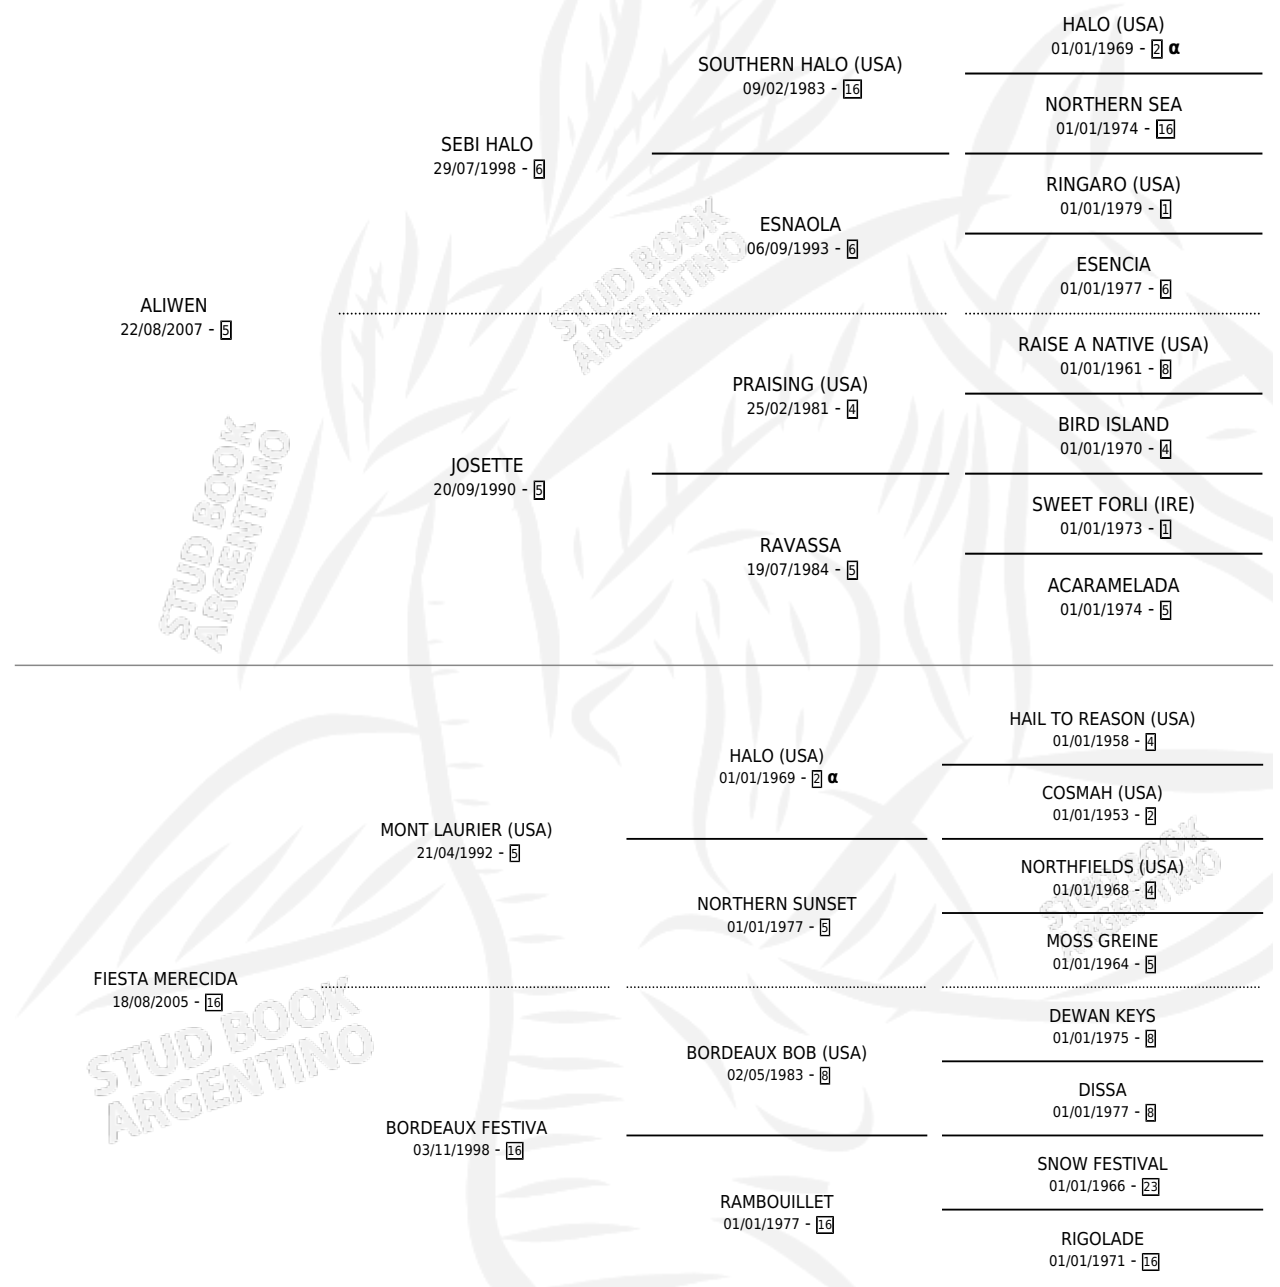 HALO (USA)
01/01/1969 - 2 α
SOUTHERN HALO (USA)
09/02/1983 - 16
NORTHERN SEA
01/01/1974 - 16
SEBI HALO
29/07/1998 - 6
RINGARO (USA)
01/01/1979 - 1
ESNAOLA
06/09/1993 - 6
ESENCIA
01/01/1977 - 6
ALIWEN
22/08/2007 - 5
RAISE A NATIVE (USA)
01/01/1961 - 8
PRAISING (USA)
25/02/1981 - 4
BIRD ISLAND
01/01/1970 - 4
JOSETTE
20/09/1990 - 5
SWEET FORLI (IRE)
01/01/1973 - 1
RAVASSA
19/07/1984 - 5
ACARAMELADA
01/01/1974 - 5
STUD BOOK
ARGENTINO
STUD BOOK
ARGENTINO
HAIL TO REASON (USA)
01/01/1958 - 4
HALO (USA)
01/01/1969 - 2 α
COSMAH (USA)
01/01/1953 - 2
MONT LAURIER (USA)
21/04/1992 - 5
NORTHFIELDS (USA)
01/01/1968 - 4
NORTHERN SUNSET
01/01/1977 - 5
MOSS GREINE
01/01/1964 - 5
FIESTA MERECIDA
18/08/2005 - 16
DEWAN KEYS
01/01/1975 - 8
BORDEAUX BOB (USA)
02/05/1983 - 8
DISSA
01/01/1977 - 8
BORDEAUX FESTIVA
03/11/1998 - 16
SNOW FESTIVAL
01/01/1966 - 23
RAMBOUILLET
01/01/1977 - 16
RIGOLADE
01/01/1971 - 16
STUD BOOK
ARGENTINO
STUD BOOK
ARGENTINO